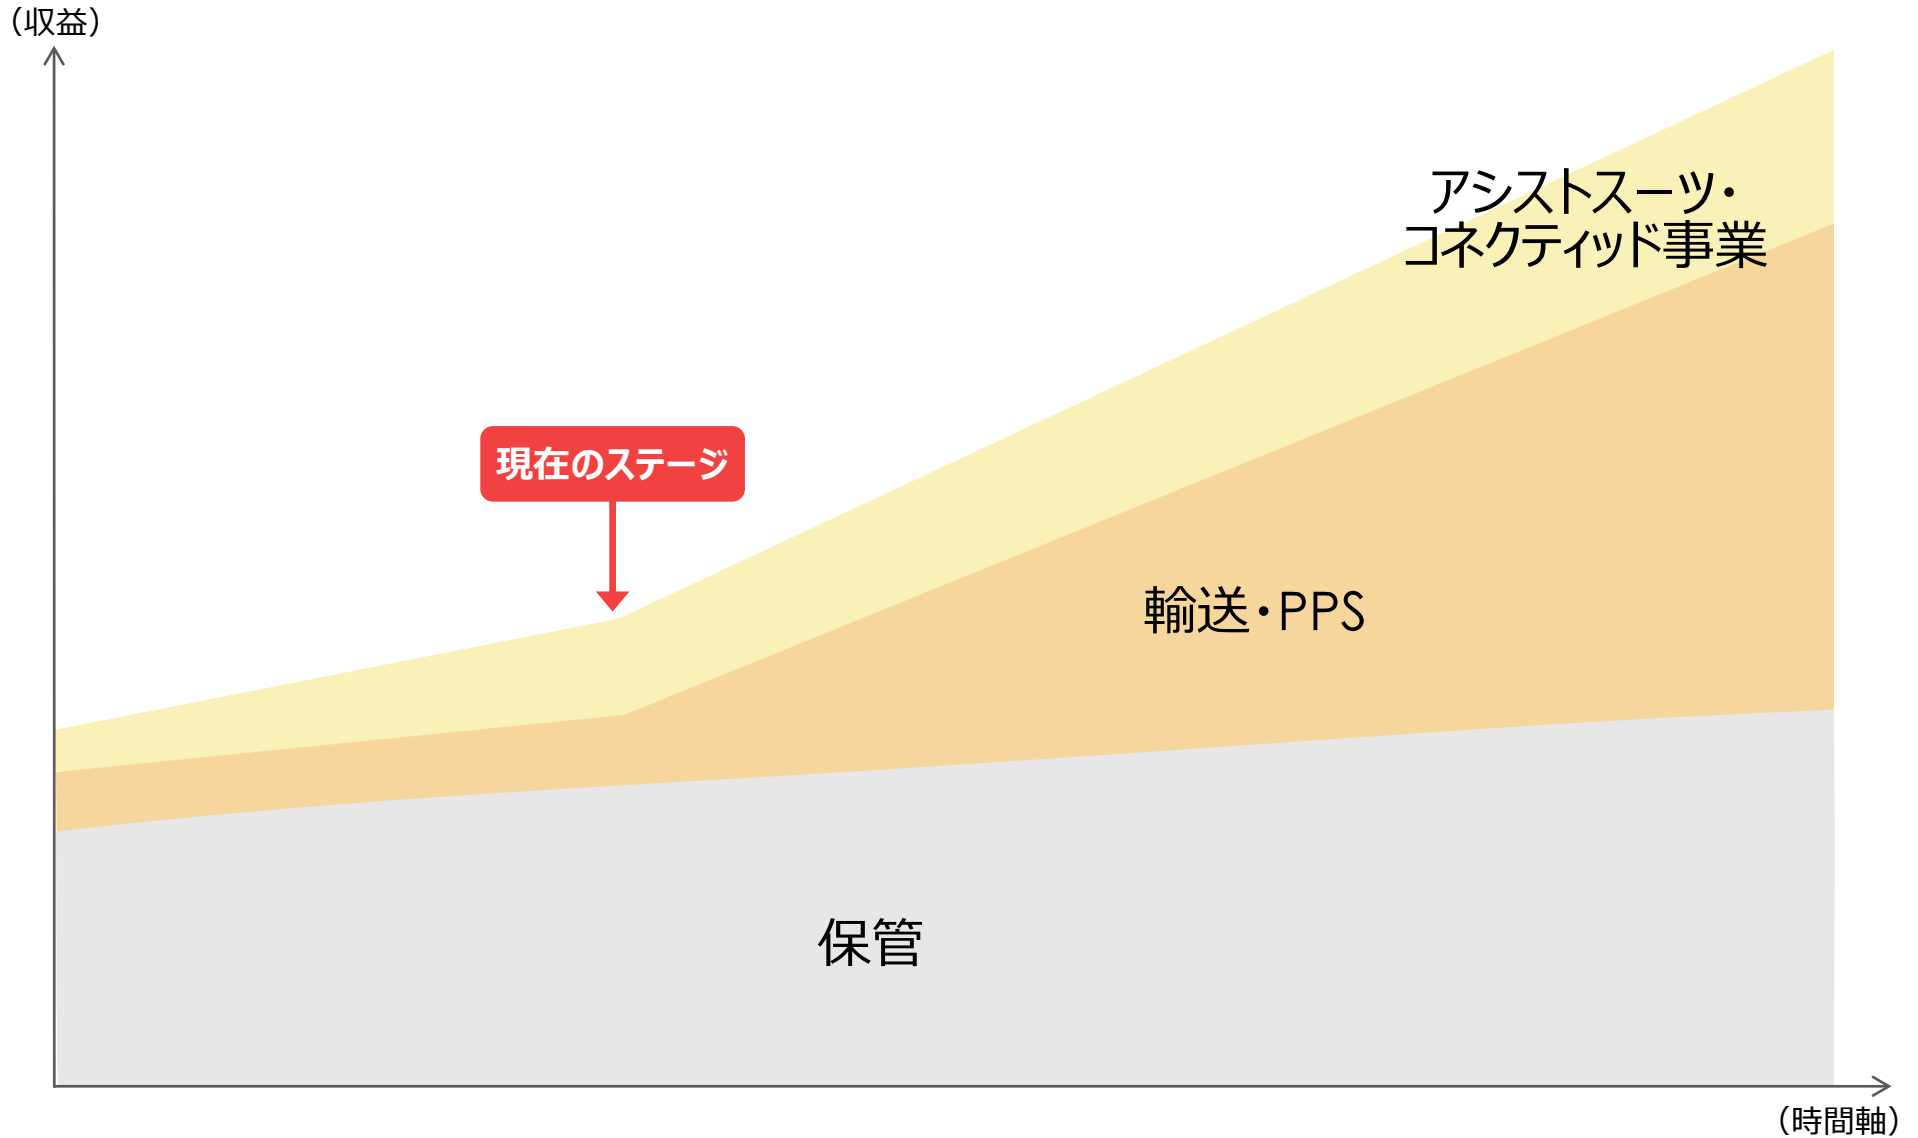 （収益）
アシストスーツ・
コネクティッド事業
現在のステージ
輸送・PPS
保管
（時間軸）